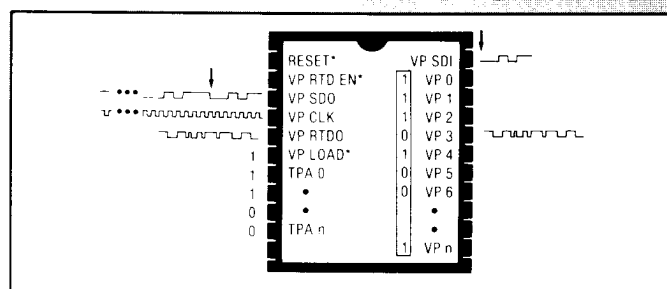 RESET* VP SDI
VP RTD EN* 1 VP 0
VP SDO 1 VP 1
VP CLK 1 VP 2
VP RTDO 0 VP 3
1 VP LOAD* 1 VP 4
1 TPA 0 0 VP 5
1 • 0 VP 6
0 • •
0 TPA n •
1 VP n